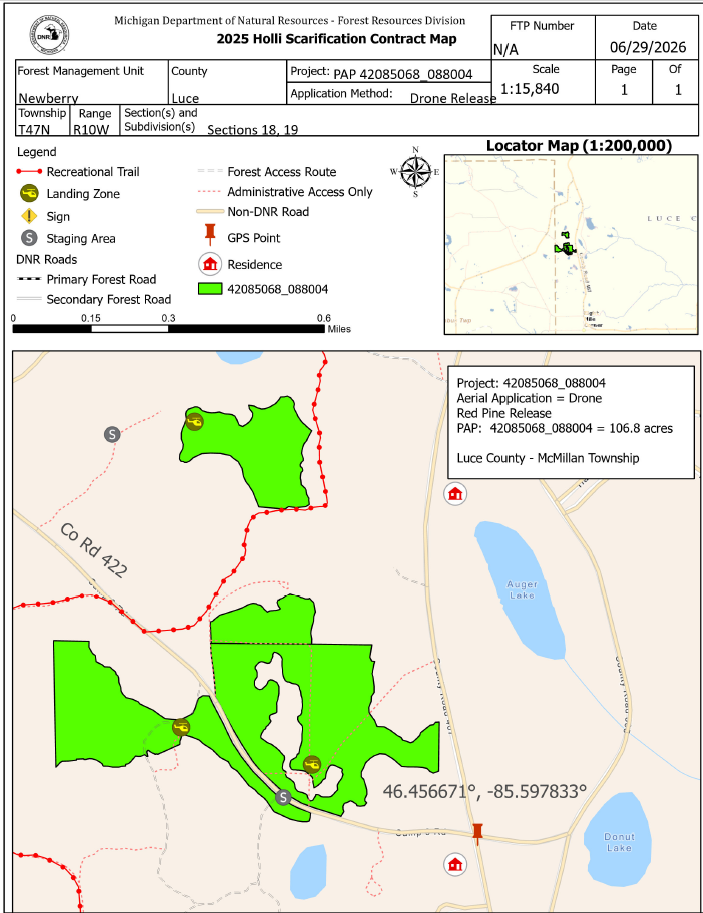 Michigan Department of Natural Resources - Forest Resources Division
2025 Holli Scarification Contract Map
DNR
FTP Number
N/A
Date
06/29/2026
Forest Management Unit
Newberry
County
Luce
Project: PAP 42085068_088004
Application Method: Drone Release
Scale
1:15,840
Page
1
Of
1
Township
T47N
Range
R10W
Section(s) and
Subdivision(s) Sections 18, 19
Legend
Recreational Trail
Landing Zone
Sign
S Staging Area
DNR Roads
Primary Forest Road
Secondary Forest Road
Forest Access Route
Administrative Access Only
Non-DNR Road
GPS Point
Residence
42085068_088004
N
W E
S
Locator Map (1:200,000)
LUCE C
0 0.15 0.3 0.6
Miles
Project: 42085068_088004
Aerial Application = Drone
Red Pine Release
PAP: 42085068_088004 = 106.8 acres
Luce County - McMillan Township
S
Co Rd 422
Auger
Lake
46.456671°, -85.597833°
S
Donut
Lake